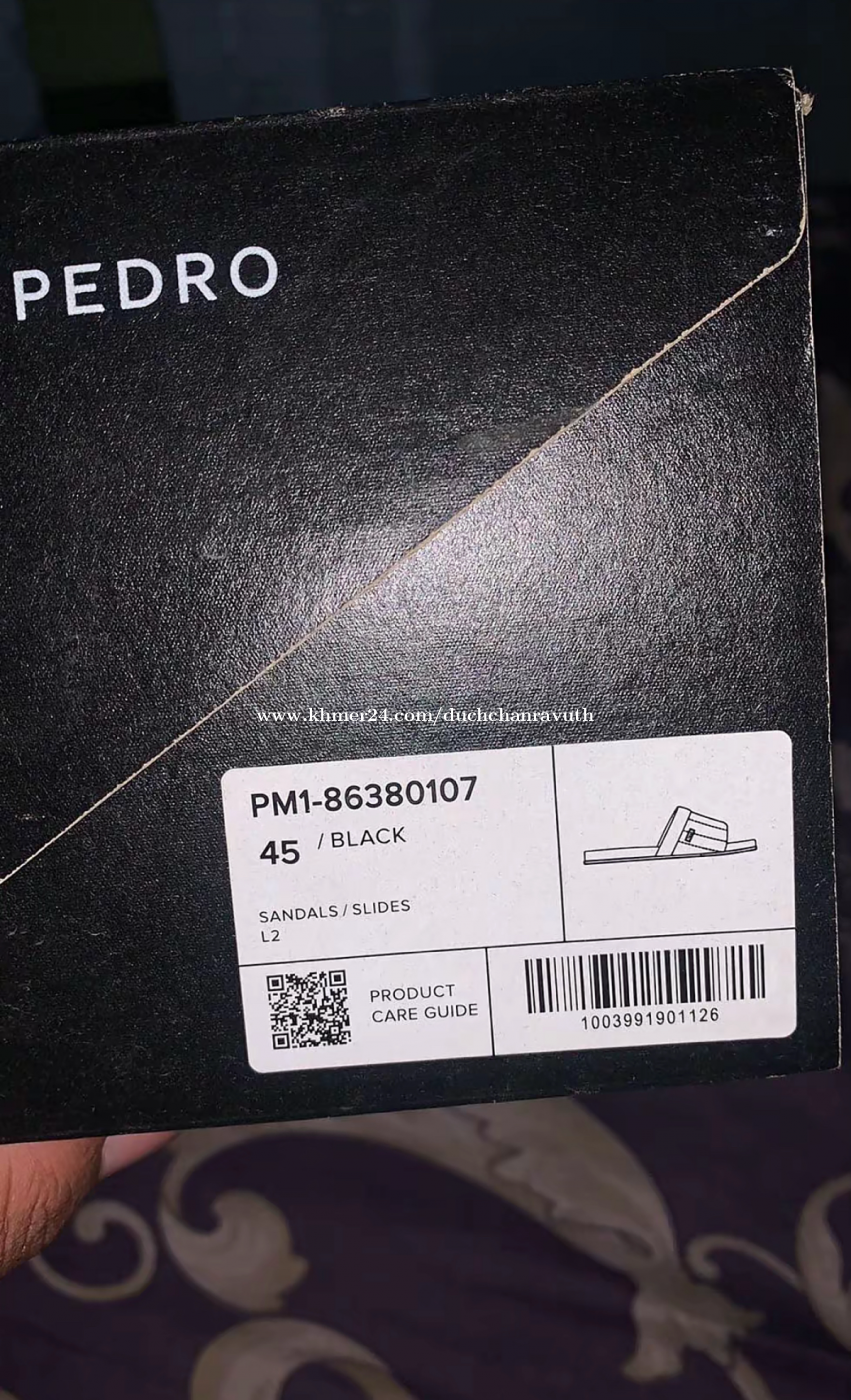 PEDRO
www.khmer24.com/duchchanravuth
PM1-86380107
45 / BLACK
SANDALS / SLIDES
L2
PRODUCT
CARE GUIDE
1003991901126